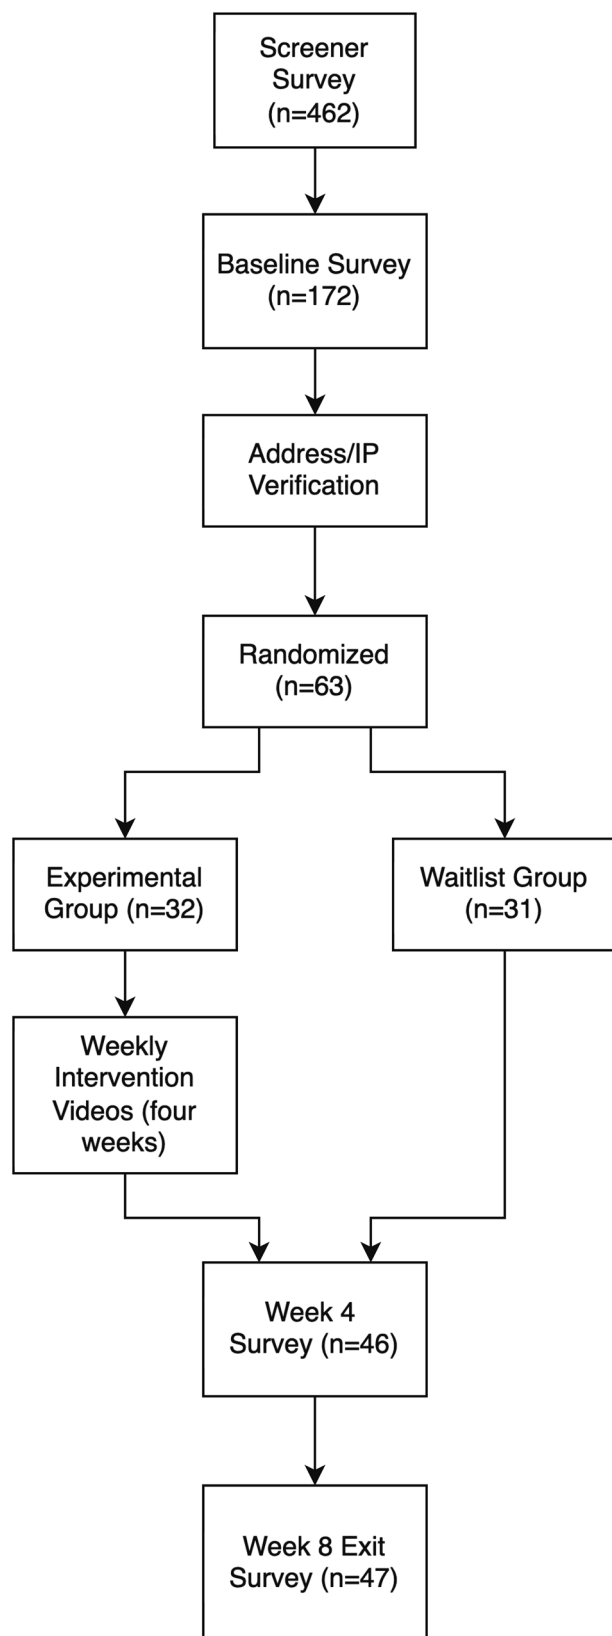 Screener
Survey
(n=462)
Baseline Survey
(n=172)
Address/IP
Verification
Randomized
(n=63)
Experimental
Group (n=32)
Waitlist Group
(n=31)
Weekly
Intervention
Videos (four
weeks)
Week 4
Survey (n=46)
Week 8 Exit
Survey (n=47)